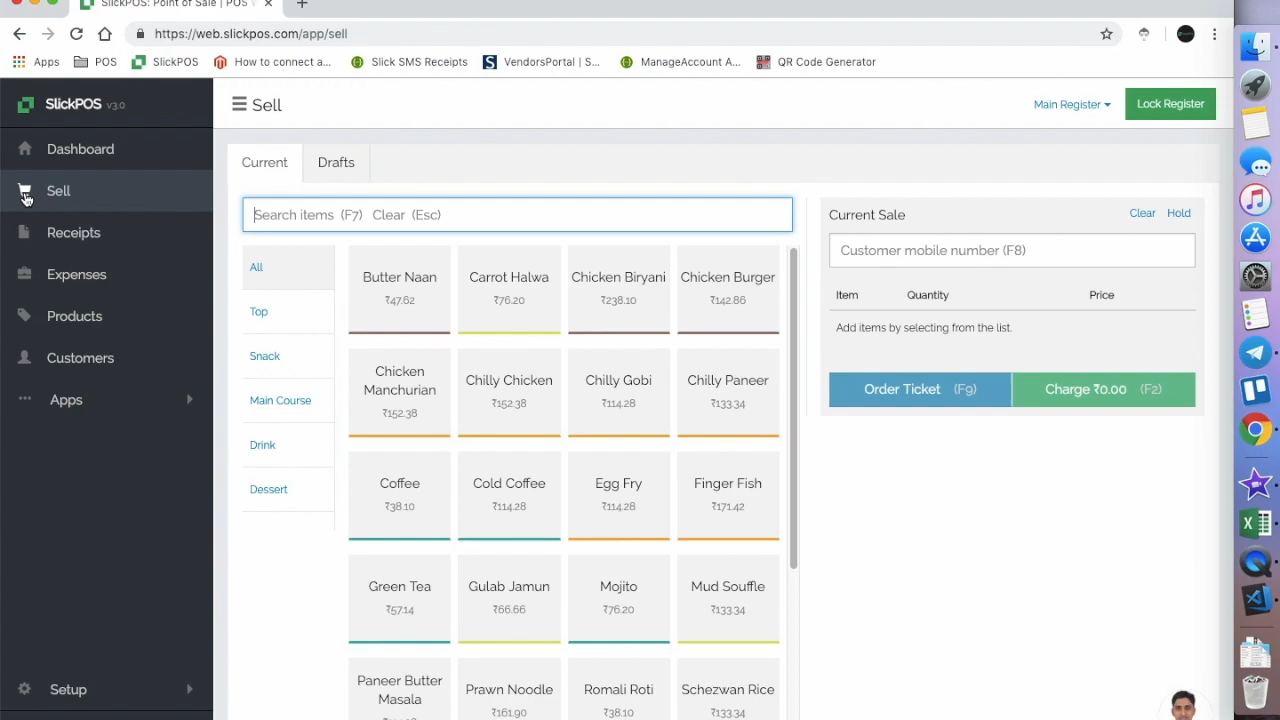 SlickPOS: Point of Sale | POS
https://web.slickpos.com/app/sell
Apps
POS
SlickPOS
How to connect a...
Slick SMS Receipts
VendorsPortal | S...
ManageAccount A...
QR Code Generator
SlickPOS v3.0
Dashboard
Sell
Receipts
Expenses
Products
Customers
Apps
Setup
Sell
Main Register
Lock Register
Current
Drafts
Search items (F7) Clear (Esc)
All
Top
Snack
Main Course
Drink
Dessert
Butter Naan
₹47.62
Carrot Halwa
₹76.20
Chicken Biryani
₹238.10
Chicken Burger
₹142.86
Chicken
Manchurian
₹152.38
Chilly Chicken
₹152.38
Chilly Gobi
₹114.28
Chilly Paneer
₹133.34
Coffee
₹38.10
Cold Coffee
₹114.28
Egg Fry
₹114.28
Finger Fish
₹171.42
Green Tea
₹57.14
Gulab Jamun
₹66.66
Mojito
₹76.20
Mud Souffle
₹133.34
Paneer Butter
Masala
Prawn Noodle
₹161.90
Romali Roti
₹38.10
Schezwan Rice
₹133.34
Current Sale
Clear
Hold
Customer mobile number (F8)
Item Quantity Price
Add items by selecting from the list.
Order Ticket (F9)
Charge ₹0.00 (F2)